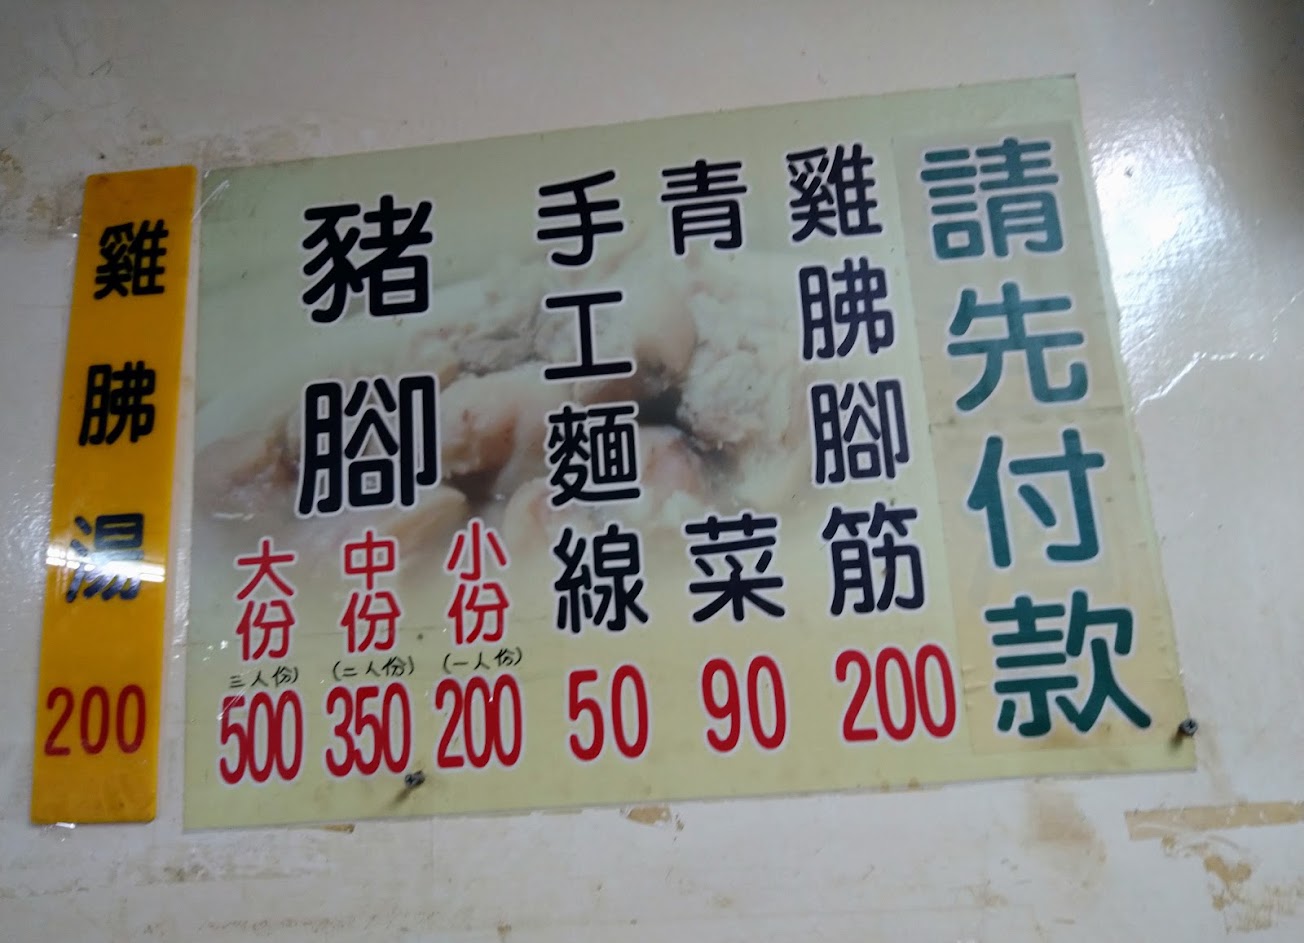 請先付款
雞胇腳筋
200
青菜
90
手工麵線
50
豬腳
小份
(一人份)
200
中份
(二人份)
350
大份
三人份)
500
雞胇湯
200